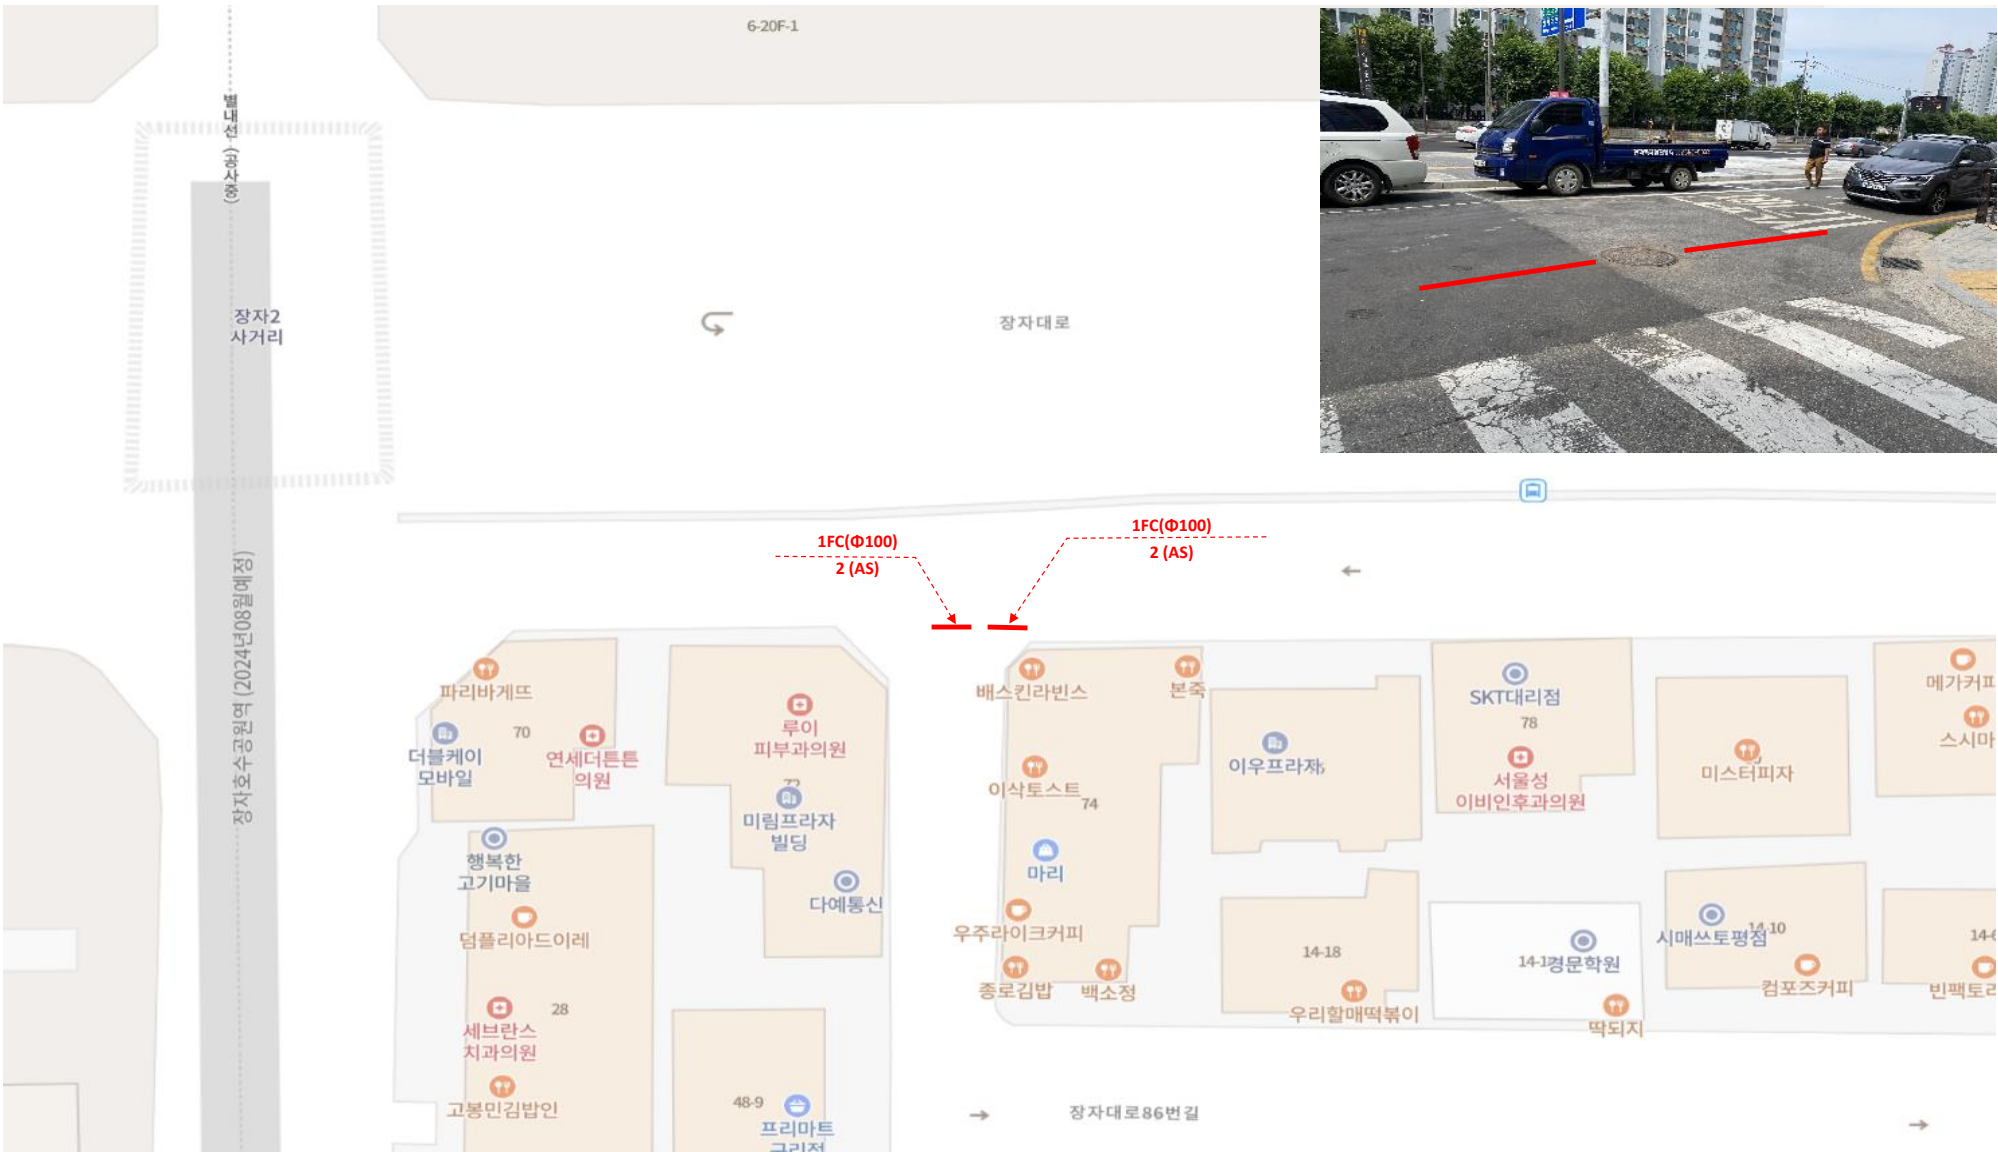 6-20F-1
별내선 (공사중)
장자2
사거리
장자대로
1FC(Φ100)
2 (AS)
1FC(Φ100)
2 (AS)
장자호수공원역 (2024년08월예정)
파리바게뜨
70
더블케이
모바일
연세더튼튼
의원
루이
피부과의원
72
미림프라자
빌딩
다예통신
행복한
고기마을
덤플리아드이레
28
세브란스
치과의원
고봉민김밥인
48-9
프리마트
구리점
배스킨라빈스
본죽
이삭토스트
74
마리
우주라이크커피
종로김밥
백소정
이우프라자
SKT대리점
78
서울성
이비인후과의원
미스터피자
메가커피
스시마
14-18
우리할매떡볶이
14-1
경문학원
딱되지
14-10
시매쓰토평점
컴포즈커피
14-6
빈팩토리
장자대로86번길